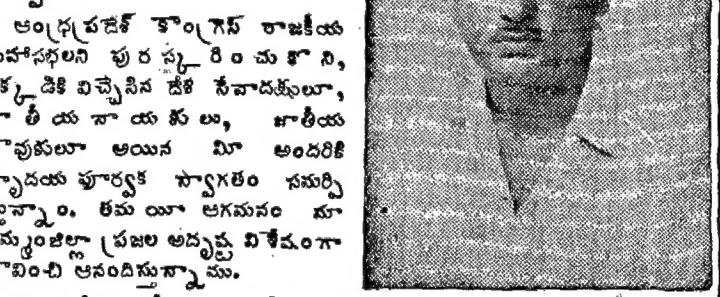 ఆంధ్రప్రదేశ్ కాంగ్రెస్ రాజకీయ
మహాసభలని పురస్కరించుకొని,
క్కడికి విచ్చేసిన దేశ సేవాదక్షులూ,
తీయనాయకులు, జాతీయ
వుకులూ అయిన మీ అందరికి
హృదయ పూర్వక స్వాగతం సమర్పి
స్తున్నాం. తమ యీ ఆగమనం మా
మ్మంజిల్లా ప్రజల అదృష్ట విశేషంగా
వించి ఆనందిస్తున్నాము.